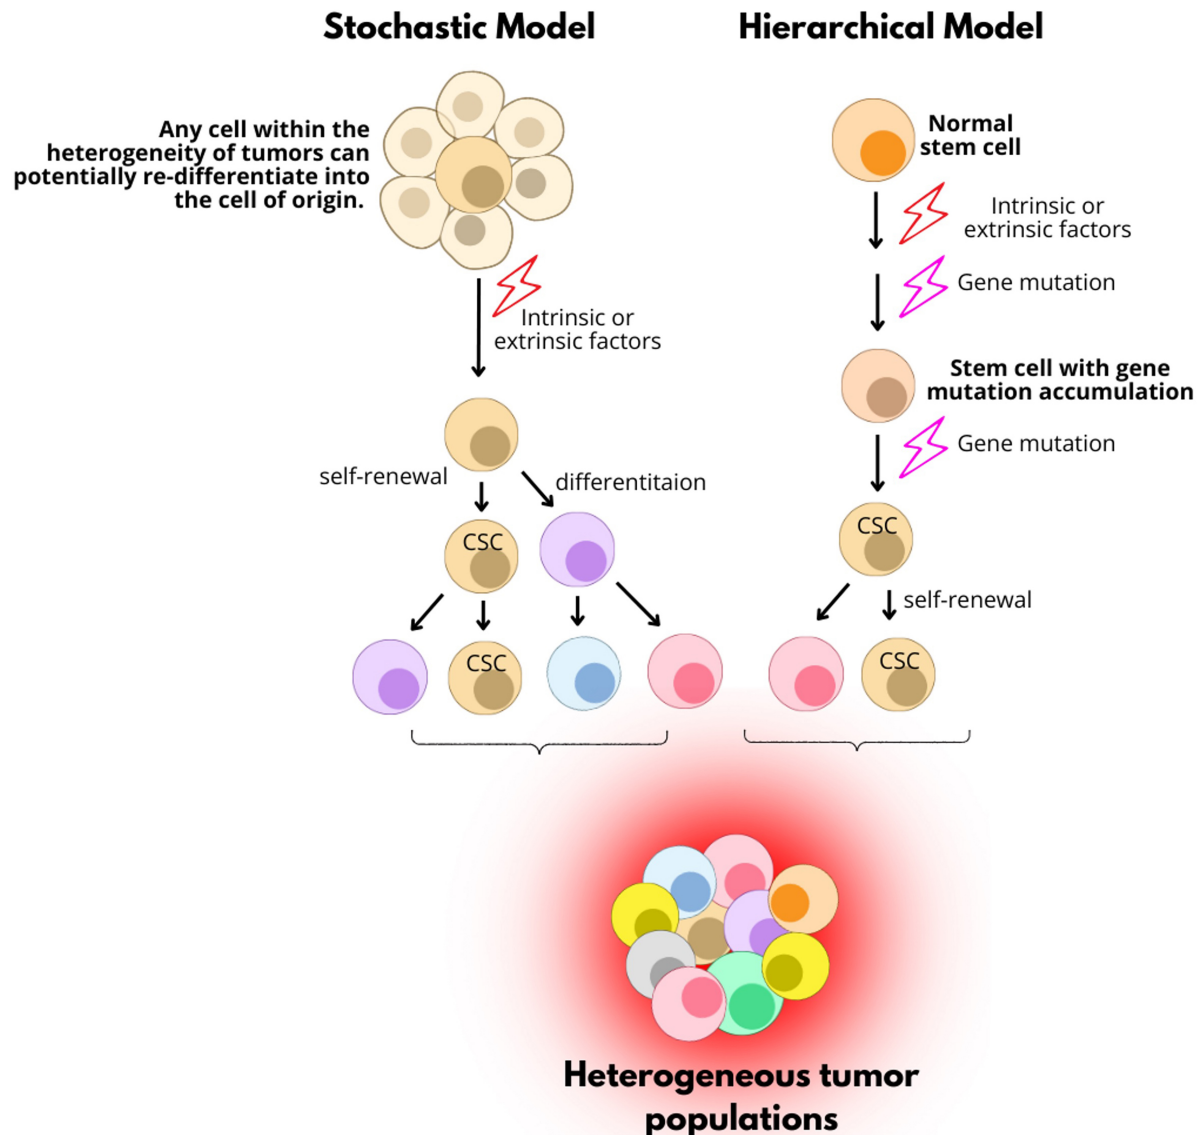 Stochastic Model
Hierarchical Model
Any cell within the
heterogeneity of tumors can
potentially re-differentiate into
the cell of origin.
Intrinsic or
extrinsic factors
self-renewal
differentitaion
CSC
CSC
Normal
stem cell
Intrinsic or
extrinsic factors
Gene mutation
Stem cell with gene
mutation accumulation
Gene mutation
CSC
self-renewal
CSC
Heterogeneous tumor
populations